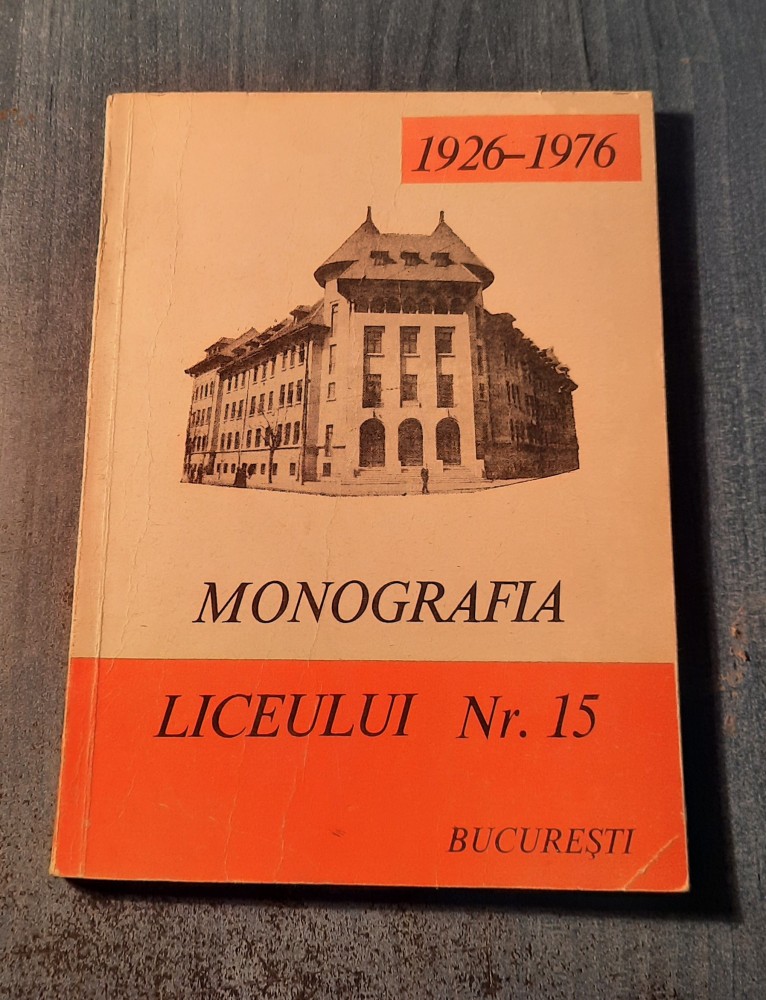 1926–1976
MONOGRAFIA
LICEULUI Nr. 15
BUCUREŞTI